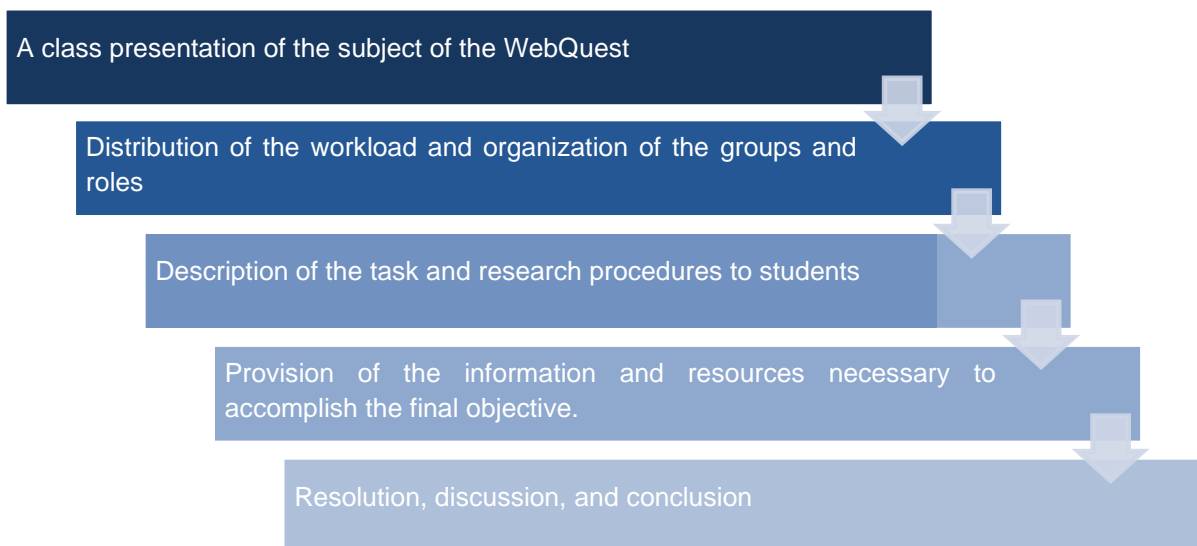 A class presentation of the subject of the WebQuest
Distribution of the workload and organization of the groups and
roles
Description of the task and research procedures to students
Provision of the information and resources necessary to
accomplish the final objective.
Resolution, discussion, and conclusion